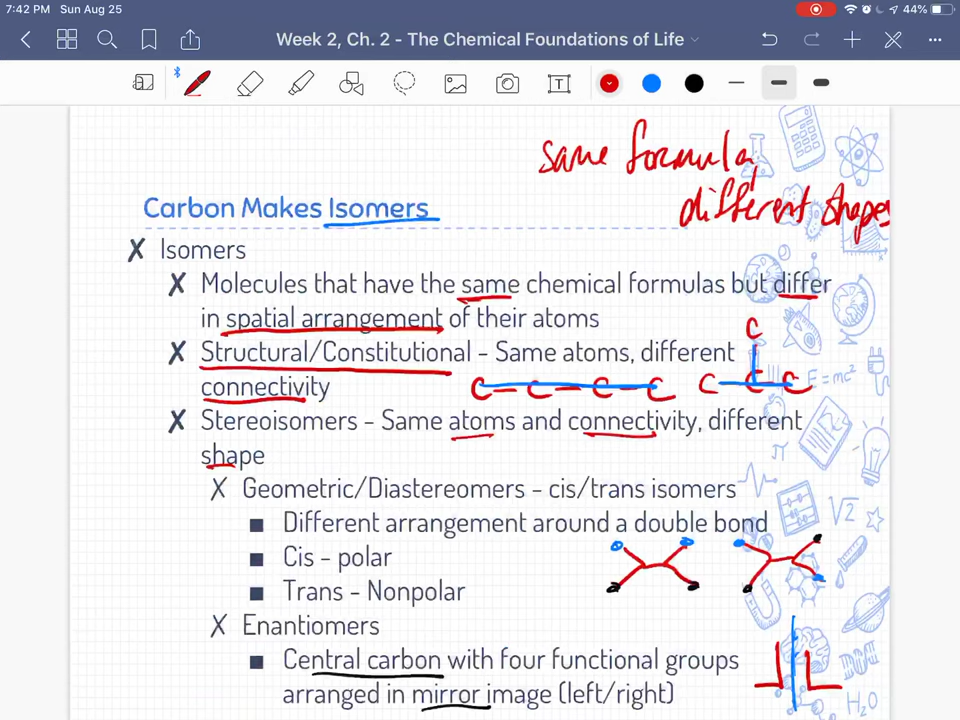 7:42 PM Sun Aug 25
44%
Week 2, Ch. 2 - The Chemical Foundations of Life
T
same formula,
different shapes
Carbon Makes Isomers
✗ Isomers
✗ Molecules that have the same chemical formulas but differ
in spatial arrangement of their atoms
C
✗ Structural/Constitutional - Same atoms, different
connectivity
C - C - C - C
C C C
E=mc²
✗ Stereoisomers - Same atoms and connectivity, different
shape
π
✗ Geometric/Diastereomers - cis/trans isomers
■ Different arrangement around a double bond
√2
■ Cis - polar
■ Trans - Nonpolar
✗ Enantiomers
■ Central carbon with four functional groups
arranged in mirror image (left/right)
H₂O